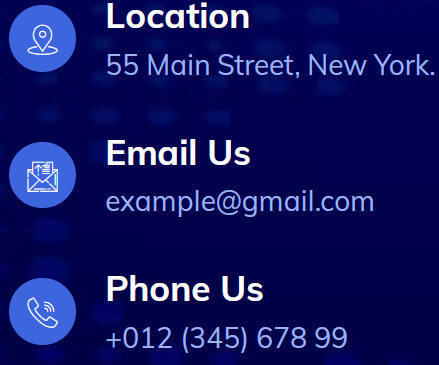 Location
55 Main Street, New York.
Email Us
example@gmail.com
Phone Us
+012 (345) 678 99